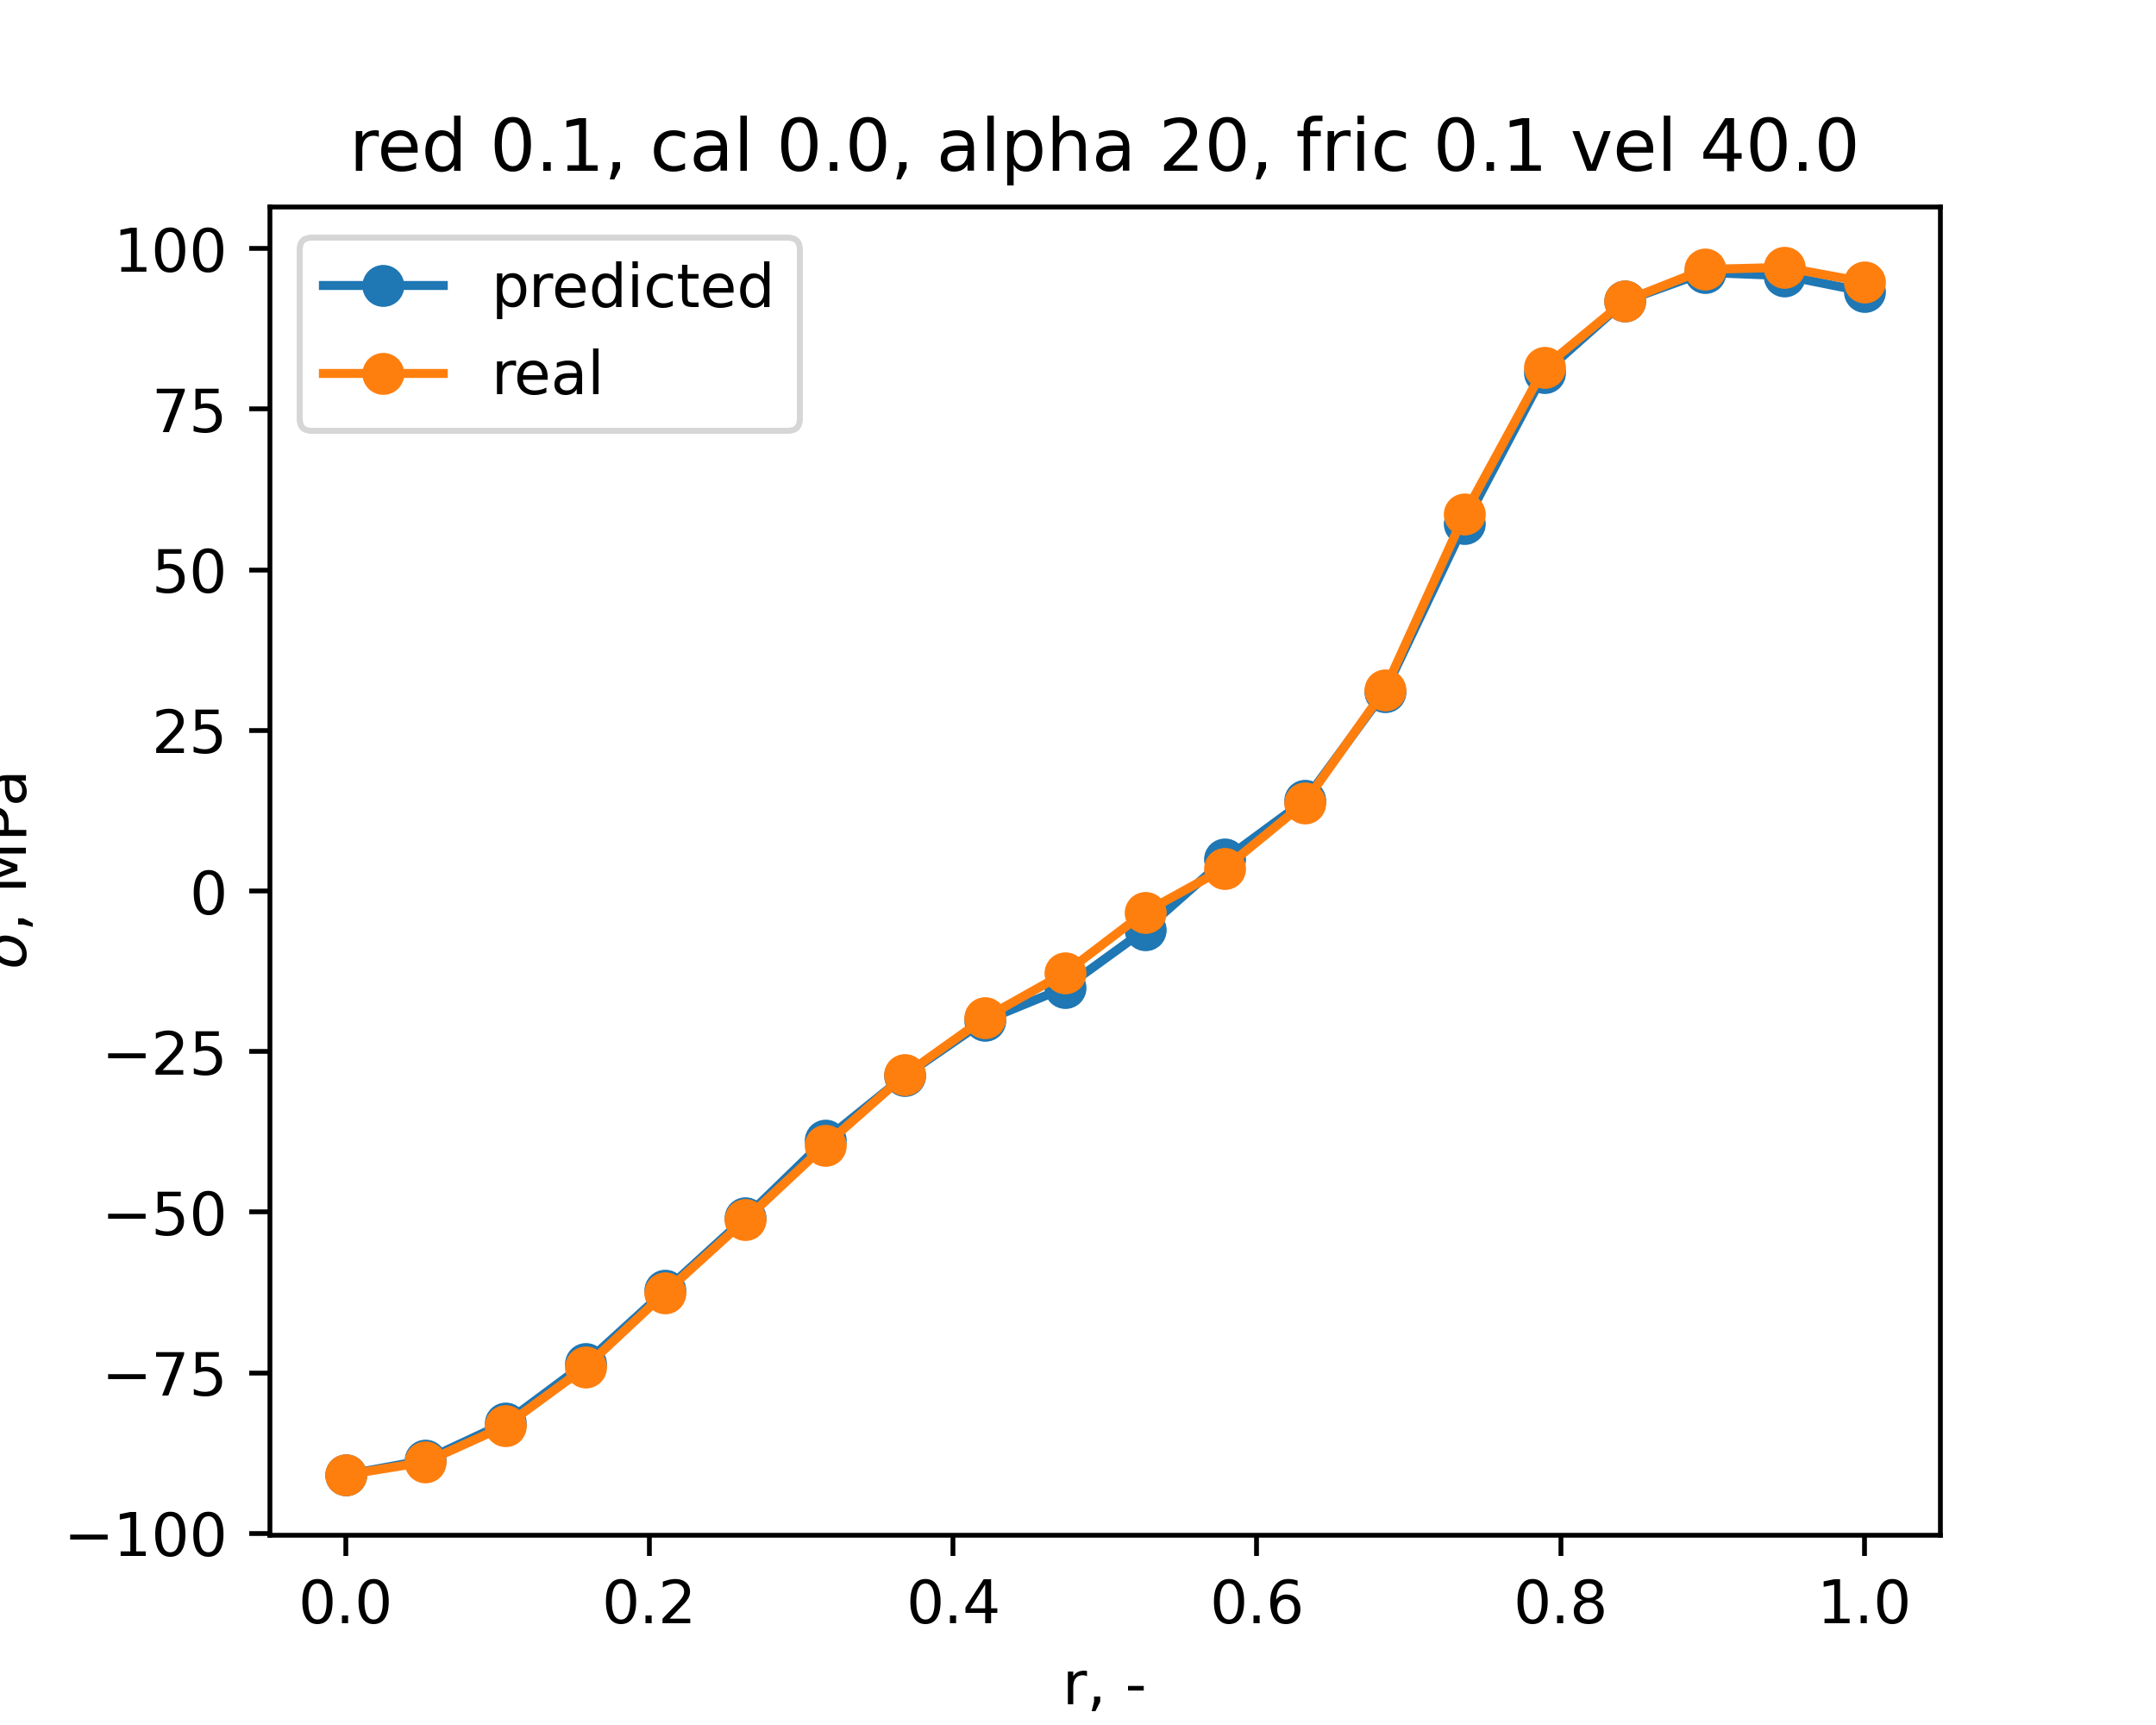 red 0.1, cal 0.0, alpha 20, fric 0.1 vel 40.0
predicted
real
100
75
50
25
0
−25
−50
−75
−100
σ, MPa
0.0 0.2 0.4 0.6 0.8 1.0
r, -